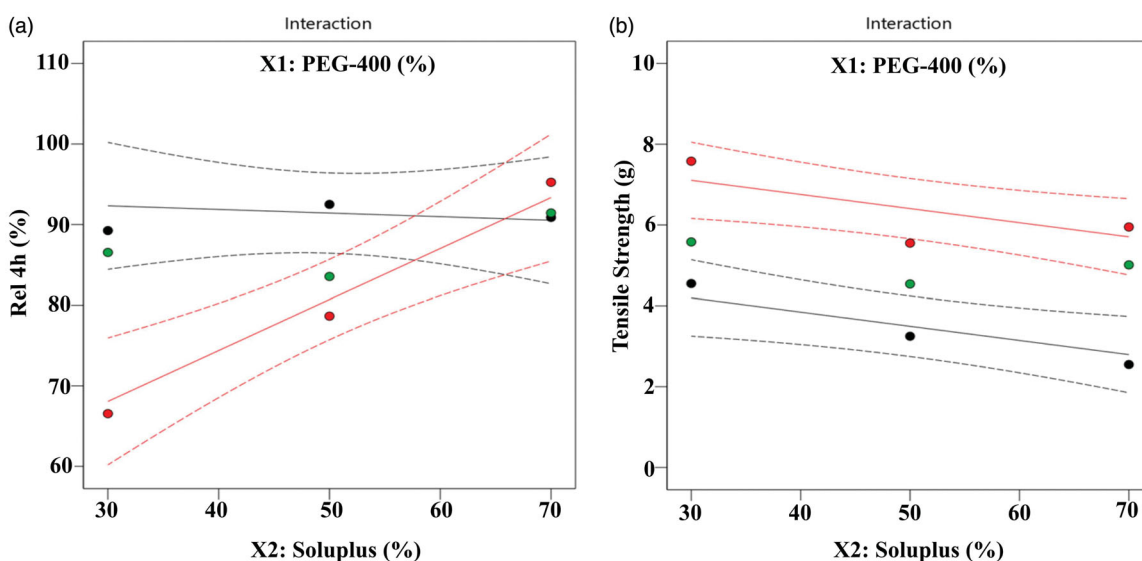 (a)
Interaction
X1: PEG-400 (%)
110
100
90
80
70
60
Rel 4h (%)
30
40
50
60
70
X2: Soluplus (%)
(b)
Interaction
X1: PEG-400 (%)
10
8
6
4
2
0
Tensile Strength (g)
30
40
50
60
70
X2: Soluplus (%)